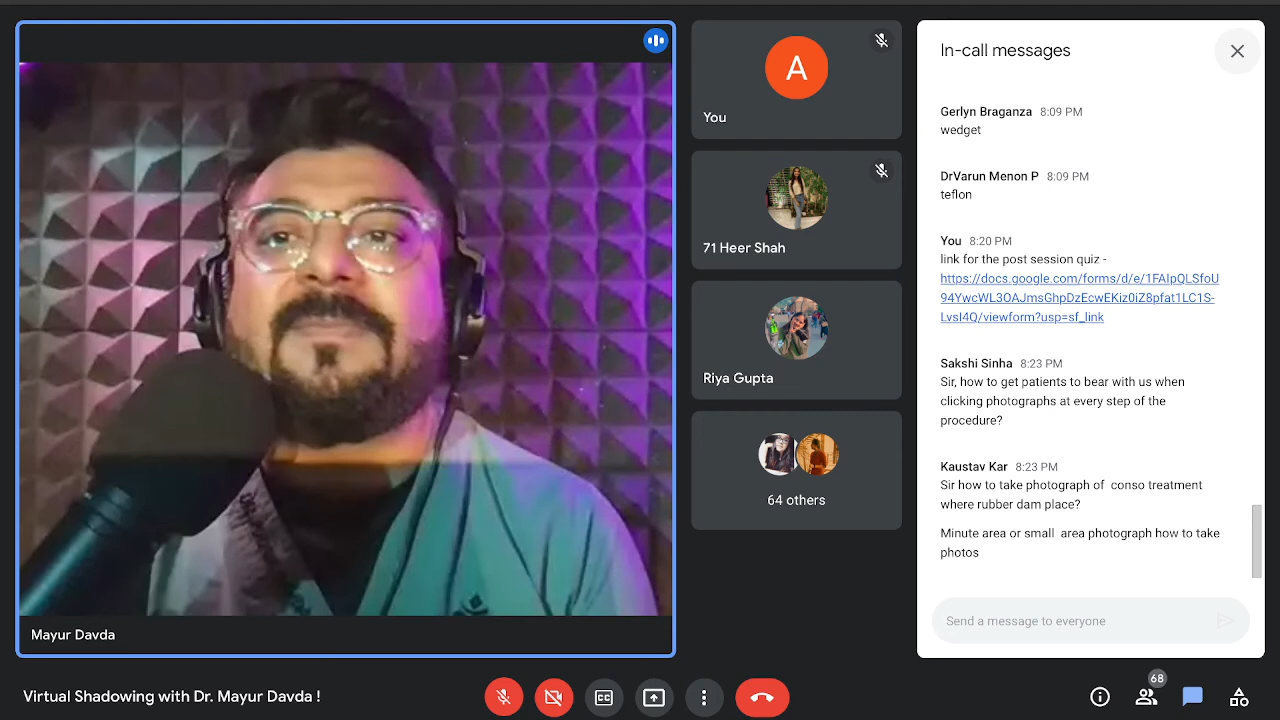 Mayur Davda
A
You
71 Heer Shah
Riya Gupta
64 others
In-call messages
Gerlyn Braganza 8:09 PM
wedget
DrVarun Menon P 8:09 PM
teflon
You 8:20 PM
link for the post session quiz -
https://docs.google.com/forms/d/e/1FAIpQLSfoU
94YwcWL3OAJmsGhpDzEcwEKiz0iZ8pfat1LC1S-
LvsI4Q/viewform?usp=sf_link
Sakshi Sinha 8:23 PM
Sir, how to get patients to bear with us when
clicking photographs at every step of the
procedure?
Kaustav Kar 8:23 PM
Sir how to take photograph of conso treatment
where rubber dam place?
Minute area or small area photograph how to take
photos
Send a message to everyone
Virtual Shadowing with Dr. Mayur Davda !
CC
68